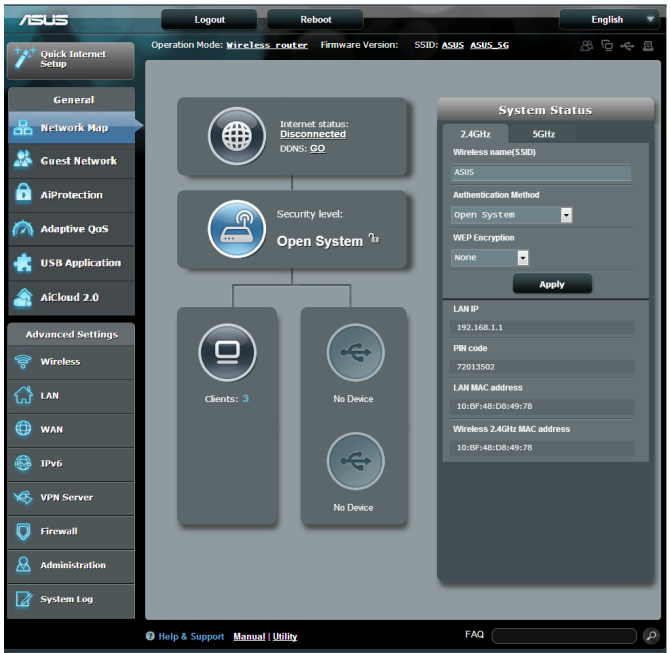 ASUS
Logout
Reboot
English
Quick Internet
Setup
Operation Mode: Wireless router Firmware Version: SSID: ASUS ASUS_5G
General
Network Map
Guest Network
AiProtection
Adaptive QoS
USB Application
AiCloud 2.0
Advanced Settings
Wireless
LAN
WAN
IPv6
VPN Server
Firewall
Administration
System Log
Internet status:
Disconnected
DDNS: GO
Security level:
Open System
Clients: 3
No Device
No Device
System Status
2.4GHz 5GHz
Wireless name(SSID)
ASUS
Authentication Method
Open System
WEP Encryption
None
Apply
LAN IP
192.168.1.1
PIN code
72013502
LAN MAC address
10:BF:48:D8:49:78
Wireless 2.4GHz MAC address
10:BF:48:D8:49:78
Help & Support Manual | Utility
FAQ